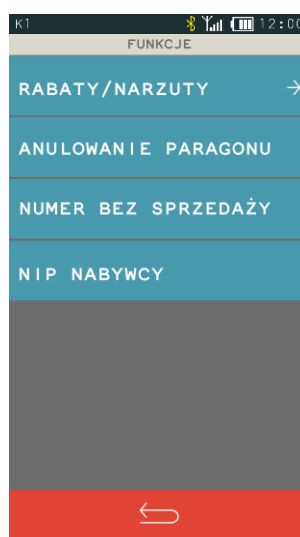 K1 12:00
FUNKCJE
RABATY/NARZUTY
ANULOWANIE PARAGONU
NUMER BEZ SPRZEDAŻY
NIP NABYWCY